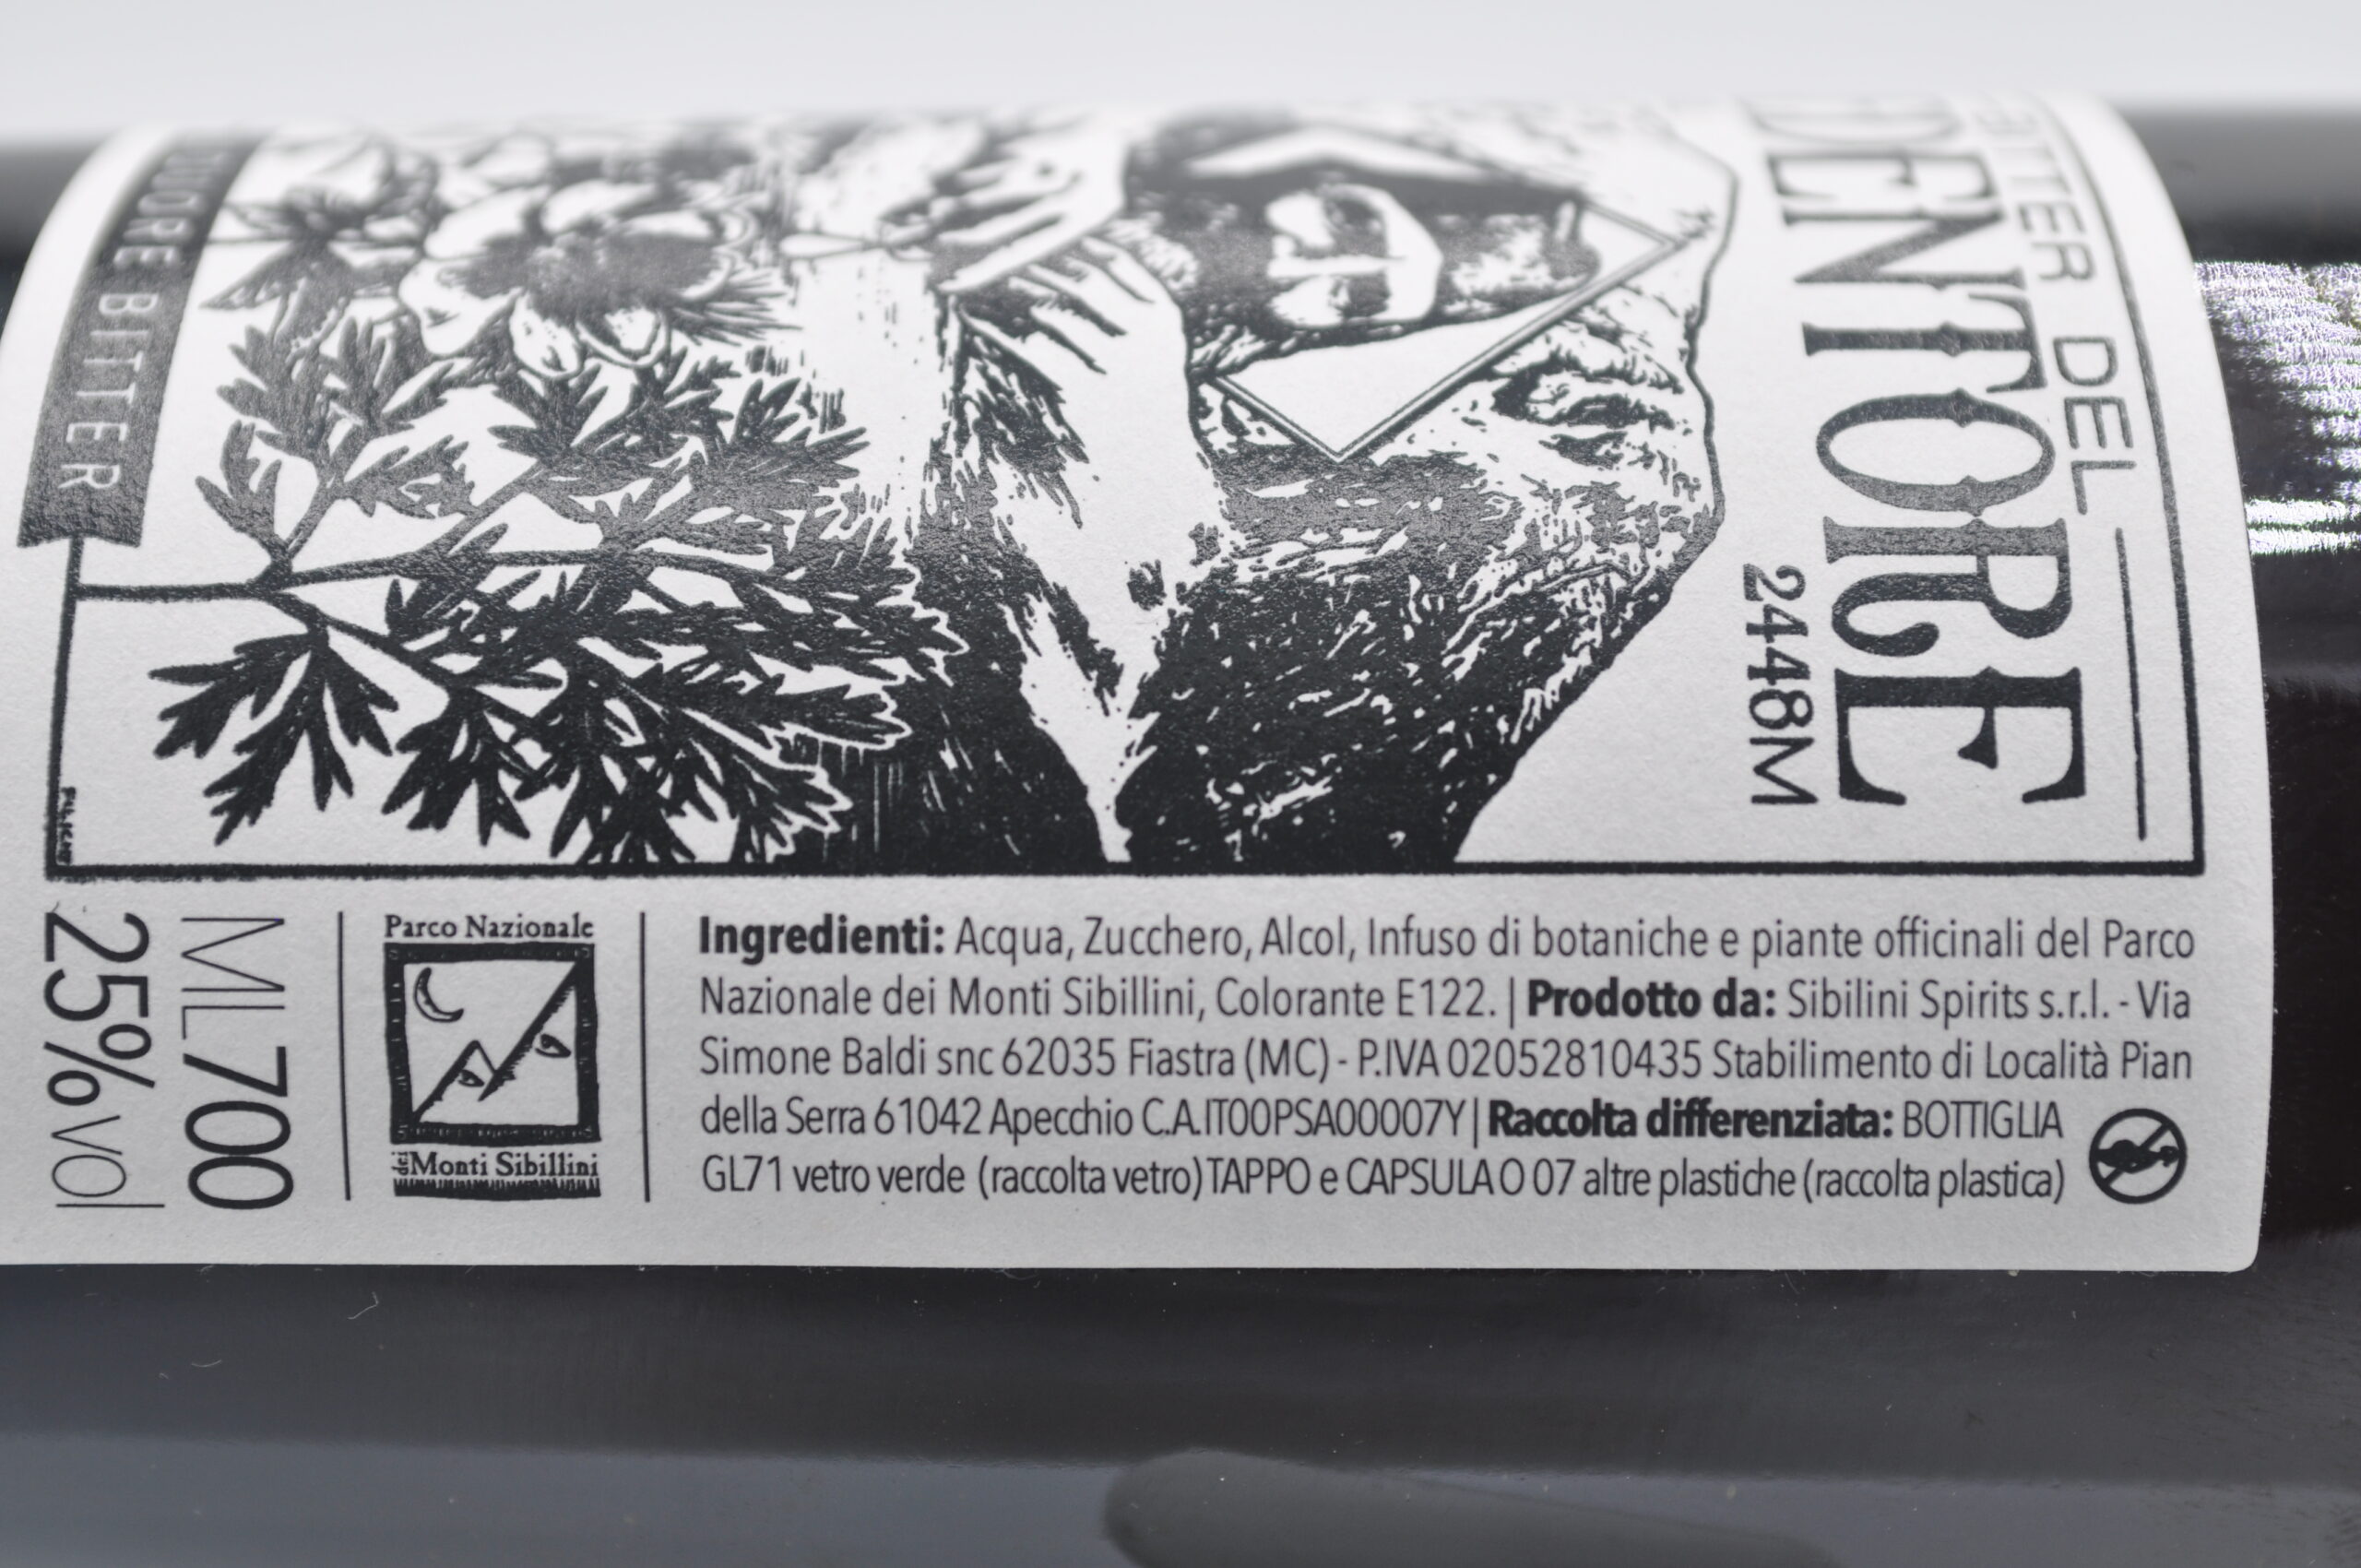 BITTER DEL
DENTORE
2448M
BITTER
ML700
25%vol
Parco Nazionale
dei Monti Sibillini
Ingredienti: Acqua, Zucchero, Alcol, Infuso di botaniche e piante officinali del Parco
Nazionale dei Monti Sibillini, Colorante E122. | Prodotto da: Sibilini Spirits s.r.l. - Via
Simone Baldi snc 62035 Fiastra (MC) - P.IVA 02052810435 Stabilimento di Località Pian
della Serra 61042 Apecchio C.A.IT00PSA00007Y | Raccolta differenziata: BOTTIGLIA
GL71 vetro verde (raccolta vetro) TAPPO e CAPSULA O 07 altre plastiche (raccolta plastica)